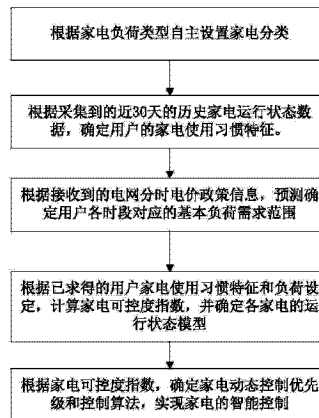 根据家电负荷类型自主设置家电分类
根据采集到的近30天的历史家电运行状态数
据，确定用户的家电使用习惯特征。
根据接收到的电网分时电价政策信息，预测确
定用户各时段对应的基本负荷需求范围
根据已求得的用户家电使用习惯特征和负荷设
定，计算家电可控度指数，并确定各家电的运
行状态模型
根据家电可控度指数，确定家电动态控制优先
级和控制算法，实现家电的智能控制